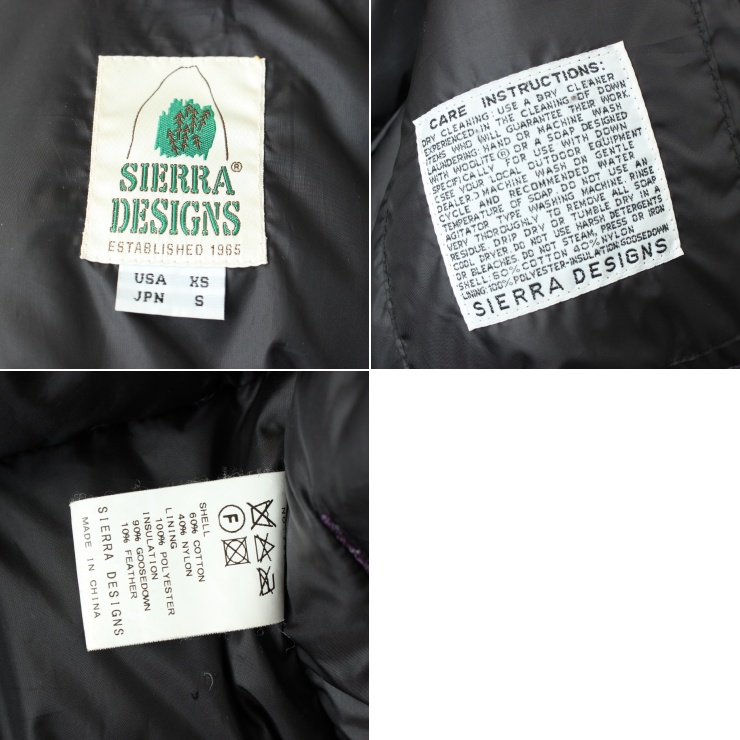 SIERRA®
DESIGNS
ESTABLISHED 1965
USA XS
JPN S
CARE INSTRUCTIONS:
DRY CLEANING: USE A DRY CLEANER
EXPERIENCED IN THE CLEANING OF DOWN
ITEMS WHO WILL GUARANTEE THEIR WORK.
LAUNDERING: HAND OR MACHINE WASH
WITH WOOLITE® OR A SOAP DESIGNED
SPECIFICALLY FOR USE WITH DOWN
(SEE YOUR LOCAL OUTDOOR EQUIPMENT
DEALER.) MACHINE WASH ON GENTLE
CYCLE AND RECOMMENDED WATER
TEMPERATURE OF SOAP. DO NOT USE AN
AGITATOR TYPE WASHING MACHINE. RINSE
VERY THOROUGHLY TO REMOVE ALL SOAP
RESIDUE. DRIP DRY OR TUMBLE DRY IN A
COOL DRYER DO NOT USE HARSH DETERGENTS
OR BLEACHES. DO NOT STEAM, PRESS OR IRON
SHELL: 60% COTTON 40% NYLON
LINING: 100% POLYESTER-INSULATION: GOOSEDOWN
SIERRA DESIGNS
F
SHELL
60% COTTON
40% NYLON
LINING
100% POLYESTER
INSULATION
90% GOOSEDOWN
10% FEATHER
SIERRA DESIGNS
MADE IN CHINA